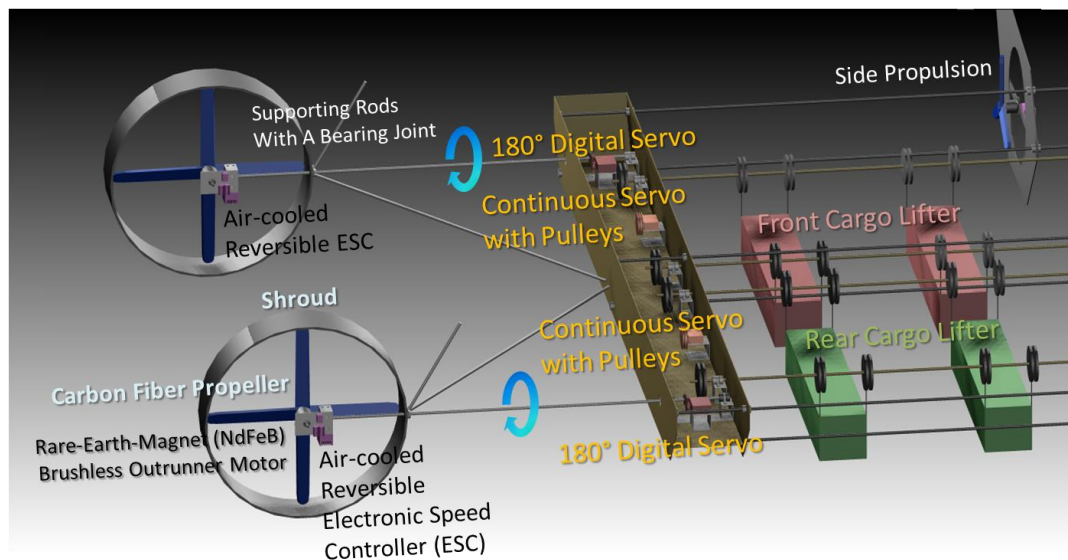 Side Propulsion
Supporting Rods
With A Bearing Joint
180° Digital Servo
Continuous Servo
with Pulleys
Air-cooled
Reversible ESC
Front Cargo Lifter
Shroud
Continuous Servo
with Pulleys
Rear Cargo Lifter
Carbon Fiber Propeller
Rare-Earth-Magnet (NdFeB)
Brushless Outrunner Motor
180° Digital Servo
Air-cooled
Reversible
Electronic Speed
Controller (ESC)